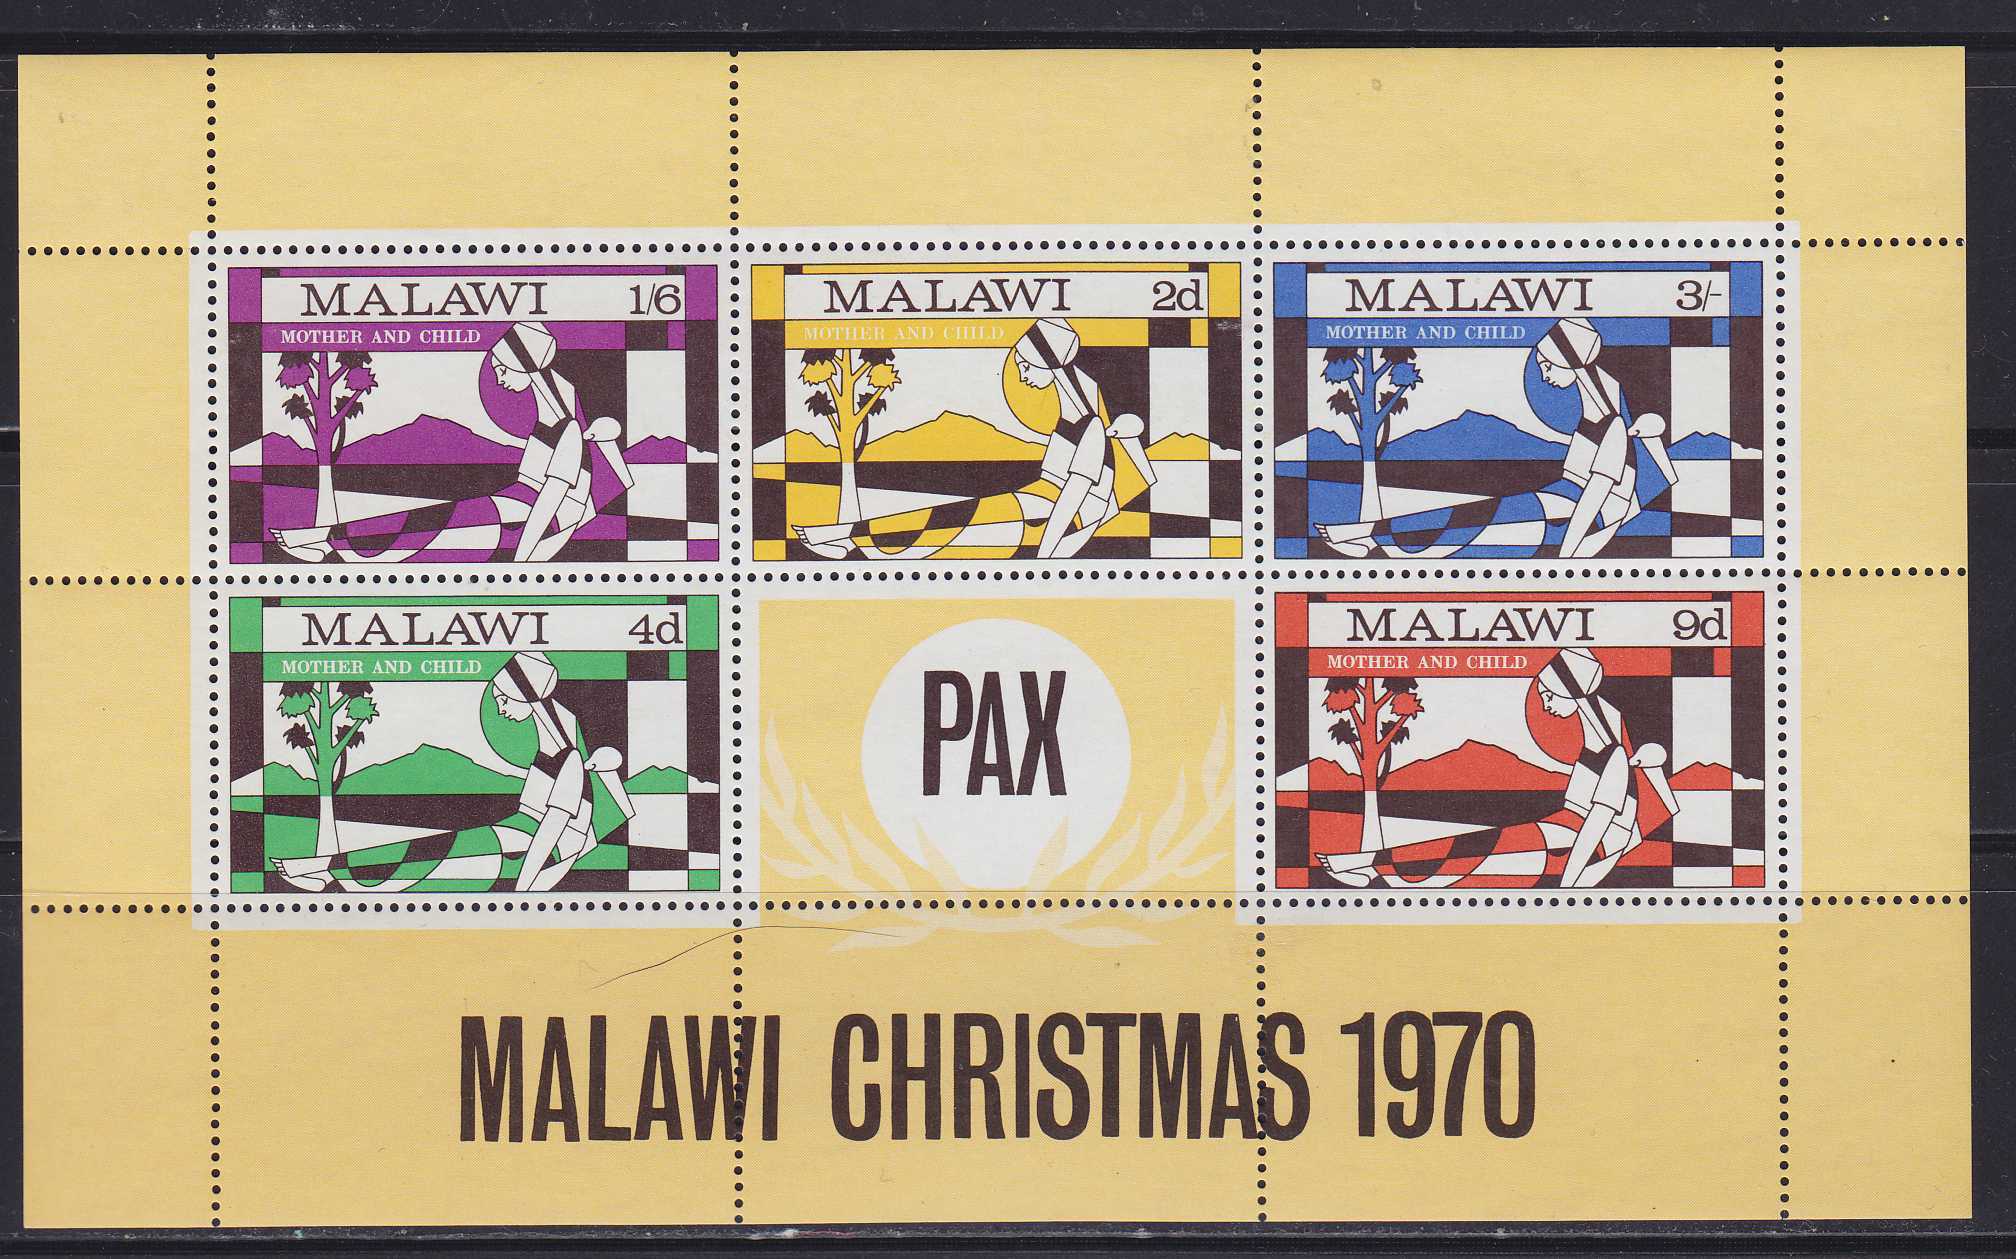 MALAWI 1/6
MOTHER AND CHILD
MALAWI 2d
MOTHER AND CHILD
MALAWI 3/-
MOTHER AND CHILD
MALAWI 4d
MOTHER AND CHILD
PAX
MALAWI 9d
MOTHER AND CHILD
MALAWI CHRISTMAS 1970